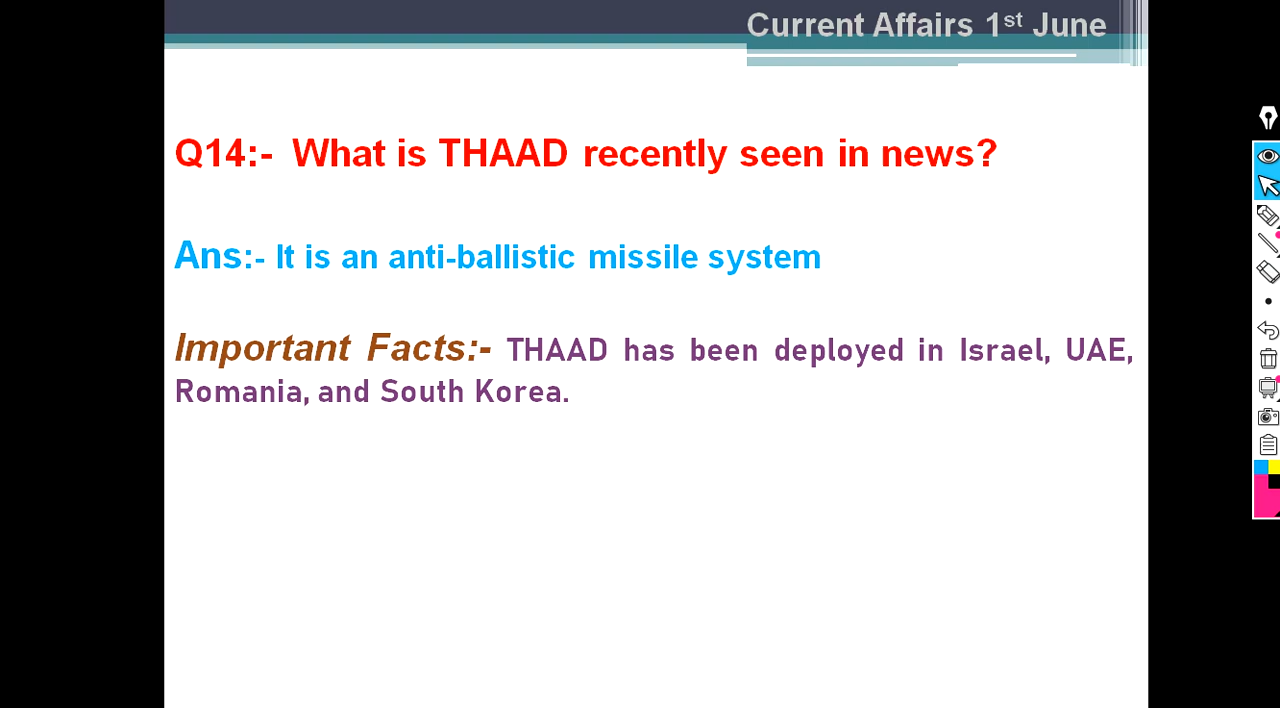 Current Affairs 1st June
Q14:- What is THAAD recently seen in news?
Ans:- It is an anti-ballistic missile system
Important Facts:- THAAD has been deployed in Israel, UAE,
Romania, and South Korea.